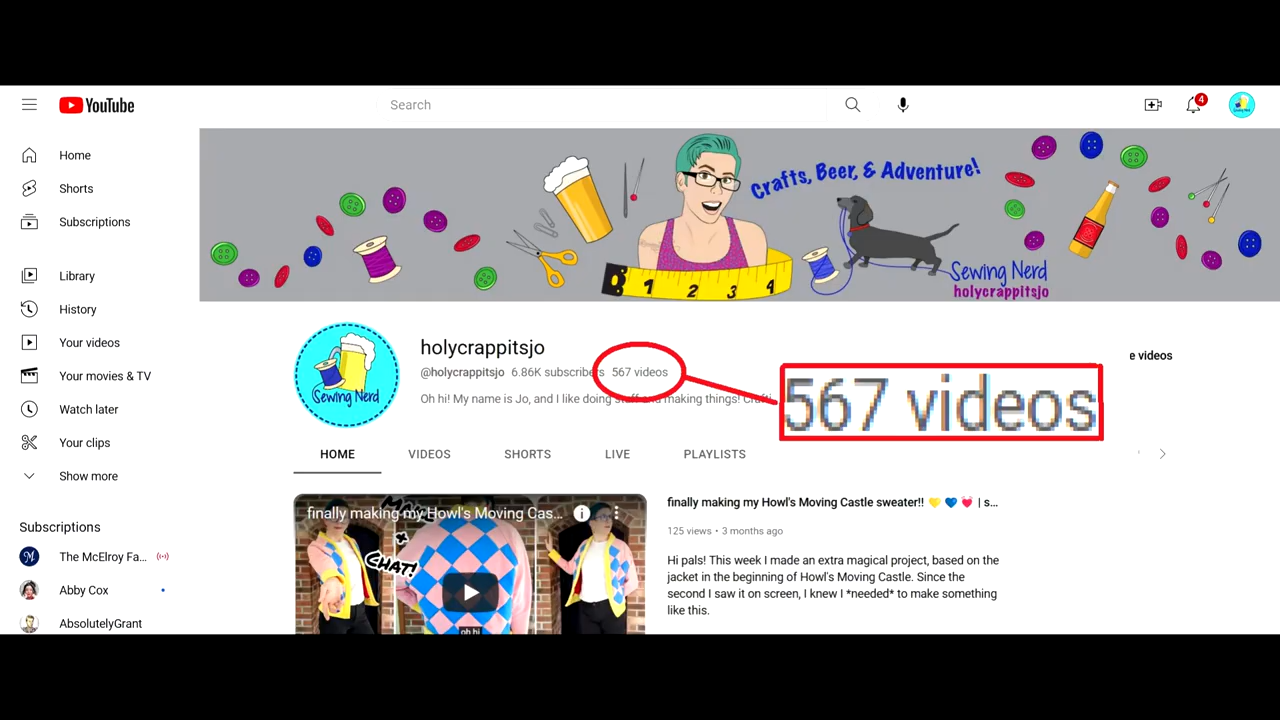 YouTube
Search
4
Home
Shorts
Subscriptions
Library
History
Your videos
Your movies & TV
Watch later
Your clips
Show more
Subscriptions
The McElroy Fa...
Abby Cox
AbsolutelyGrant
Crafts, Beer, & Adventure!
1 2 3 4
Sewing Nerd
holycrappitsjo
Sewing Nerd
holycrappitsjo
@holycrappitsjo 6.86K subscribers 567 videos
Oh hi! My name is Jo, and I like doing stuff and making things! Craft
e videos
567 videos
HOME VIDEOS SHORTS LIVE PLAYLISTS
finally making my Howl's Moving Cas...
CHAT!
oh hi
finally making my Howl's Moving Castle sweater!! 💛 💙 💓 | s...
125 views • 3 months ago
Hi pals! This week I made an extra magical project, based on the
jacket in the beginning of Howl's Moving Castle. Since the
second I saw it on screen, I knew I *needed* to make something
like this.